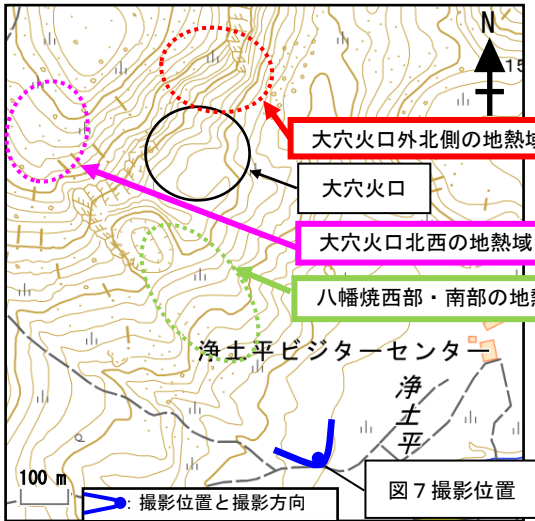 N
15
大穴火口外北側の地熱域
大穴火口
大穴火口北西の地熱域
八幡焼西部・南部の地熱
浄土平ビジターセンター
浄土平
100 m
図７撮影位置
: 撮影位置と撮影方向